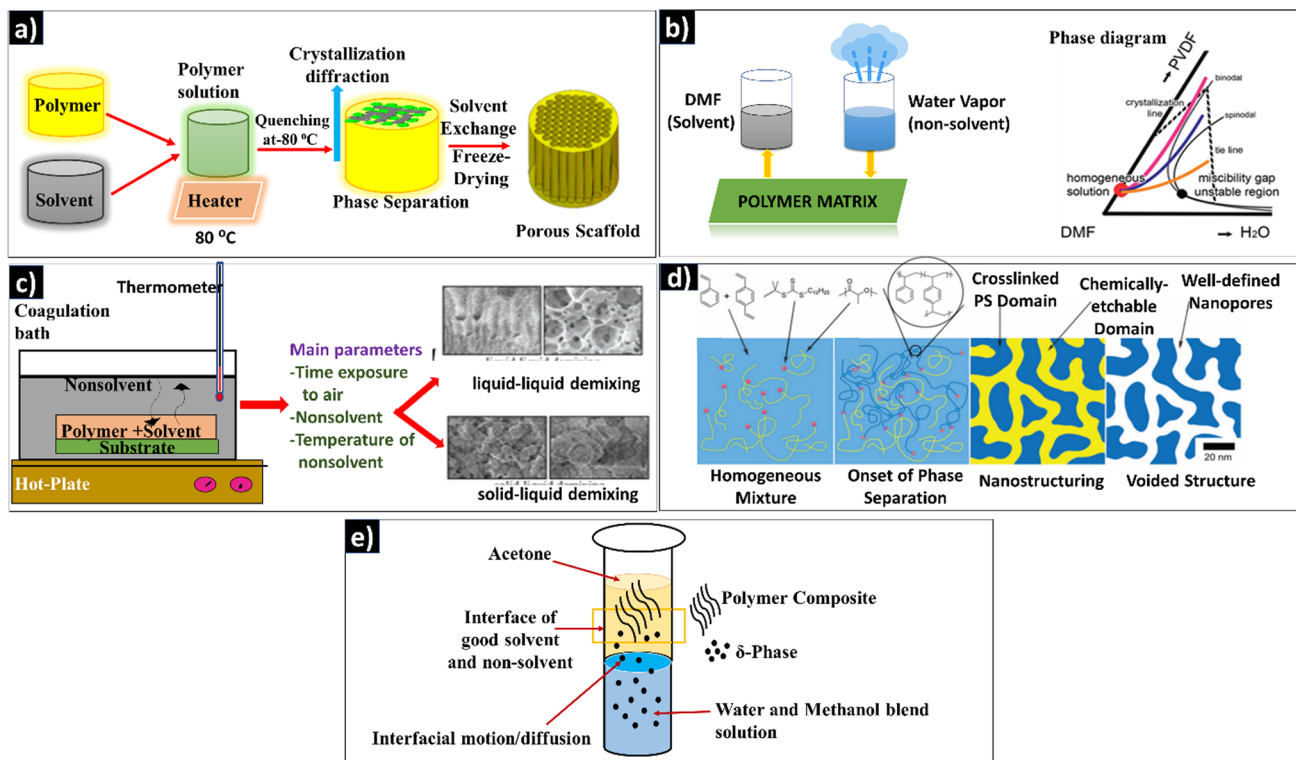 a)
Polymer
Solvent
Polymer
solution
Heater
80 ⁰C
Quenching
at-80 ⁰C
Crystallization
diffraction
Phase Separation
Solvent
Exchange
Freeze-
Drying
Porous Scaffold
b)
DMF
(Solvent)
Water Vapor
(non-solvent)
POLYMER MATRIX
Phase diagram
PVDF
binodal
crystallization
line
spinodal
tie line
homogeneous
solution
miscibility gap
unstable region
DMF
H₂O
c)
Thermometer
Coagulation
bath
Nonsolvent
Polymer +Solvent
Substrate
Hot-Plate
Main parameters
-Time exposure
to air
-Nonsolvent
-Temperature of
nonsolvent
liquid-liquid demixing
solid-liquid demixing
d)
+
S
S
S
C₁₂H₂₅
O
O
Crosslinked
PS Domain
Chemically-
etchable Domain
Well-defined
Nanopores
20 nm
Homogeneous
Mixture
Onset of Phase
Separation
Nanostructuring
Voided Structure
e)
Acetone
Interface of
good solvent
and non-solvent
Interfacial motion/diffusion
Polymer Composite
δ-Phase
Water and Methanol blend
solution